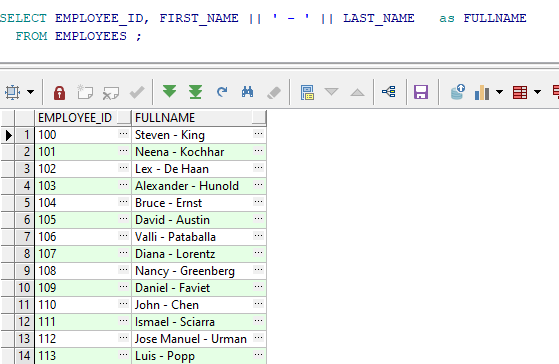 SELECT EMPLOYEE_ID, FIRST_NAME || ' - ' || LAST_NAME as FULLNAME
FROM EMPLOYEES ;
EMPLOYEE_ID FULLNAME
1 100 ... Steven - King ...
2 101 ... Neena - Kochhar ...
3 102 ... Lex - De Haan ...
4 103 ... Alexander - Hunold ...
5 104 ... Bruce - Ernst ...
6 105 ... David - Austin ...
7 106 ... Valli - Pataballa ...
8 107 ... Diana - Lorentz ...
9 108 ... Nancy - Greenberg ...
10 109 ... Daniel - Faviet ...
11 110 ... John - Chen ...
12 111 ... Ismael - Sciarra ...
13 112 ... Jose Manuel - Urman ...
14 113 ... Luis - Popp ...